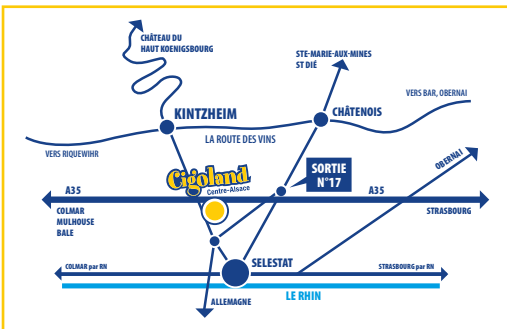 CHÂTEAU DU
HAUT KOENIGSBOURG
STE-MARIE-AUX-MINES
ST DIÉ
VERS BAR, OBERNAI
KINTZHEIM
CHÂTENOIS
LA ROUTE DES VINS
VERS RIQUEWIHR
OBERNAI
Cigoland
Centre-Alsace
SORTIE
N°17
A35
A35
COLMAR
MULHOUSE
BALE
STRASBOURG
SELESTAT
COLMAR par RN
STRASBOURG par RN
LE RHIN
ALLEMAGNE